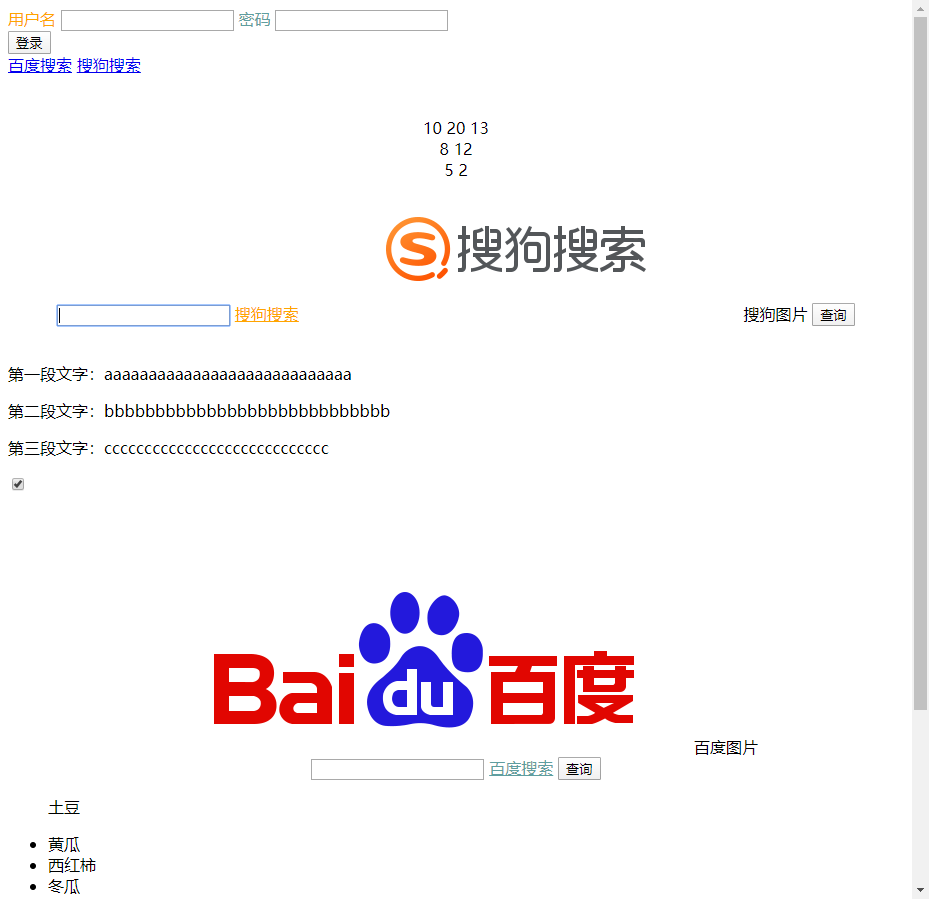 用户名 密码
登录
百度搜索 搜狗搜索
10 20 13
8 12
5 2
搜狗搜索
搜狗搜索 搜狗图片 查询
第一段文字：aaaaaaaaaaaaaaaaaaaaaaaaaaaa
第二段文字：bbbbbbbbbbbbbbbbbbbbbbbbbbbb
第三段文字：cccccccccccccccccccccccccccc
Bai du 百度
百度图片
百度搜索 查询
土豆
黄瓜
西红柿
冬瓜